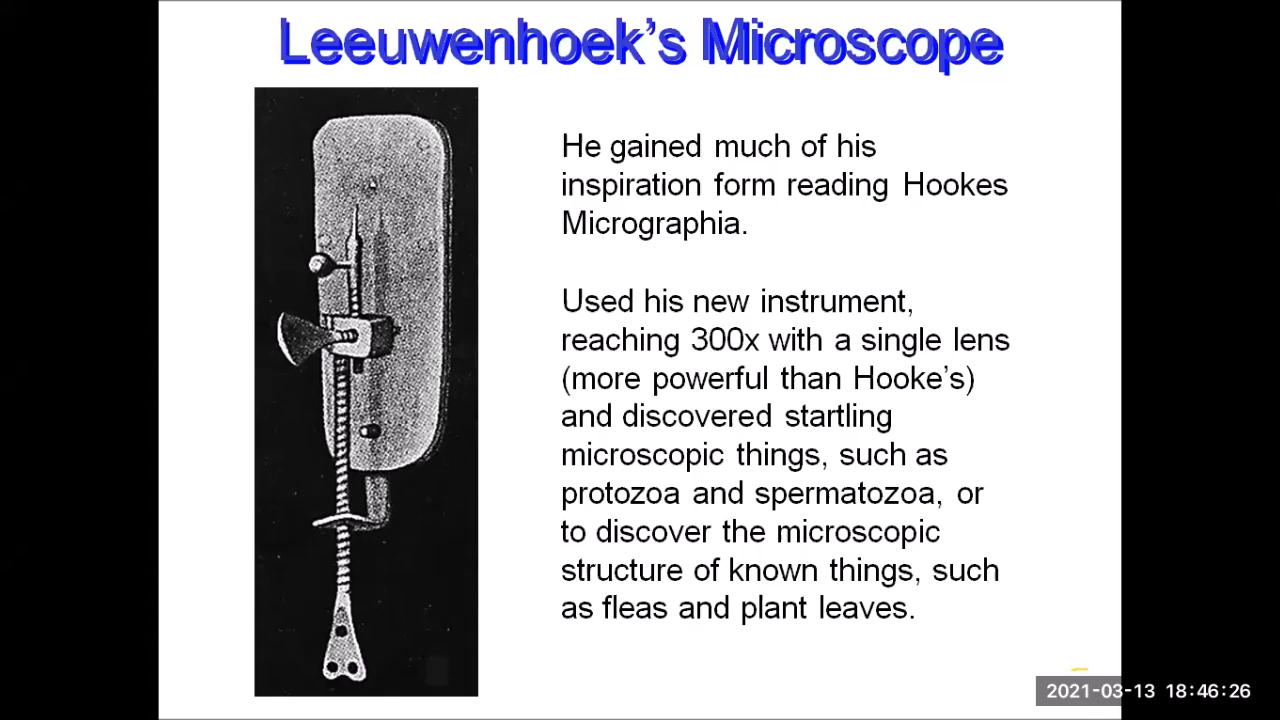 Leeuwenhoek's Microscope
He gained much of his
inspiration form reading Hookes
Micrographia.
Used his new instrument,
reaching 300x with a single lens
(more powerful than Hooke's)
and discovered startling
microscopic things, such as
protozoa and spermatozoa, or
to discover the microscopic
structure of known things, such
as fleas and plant leaves.
2021-03-13 18:46:26